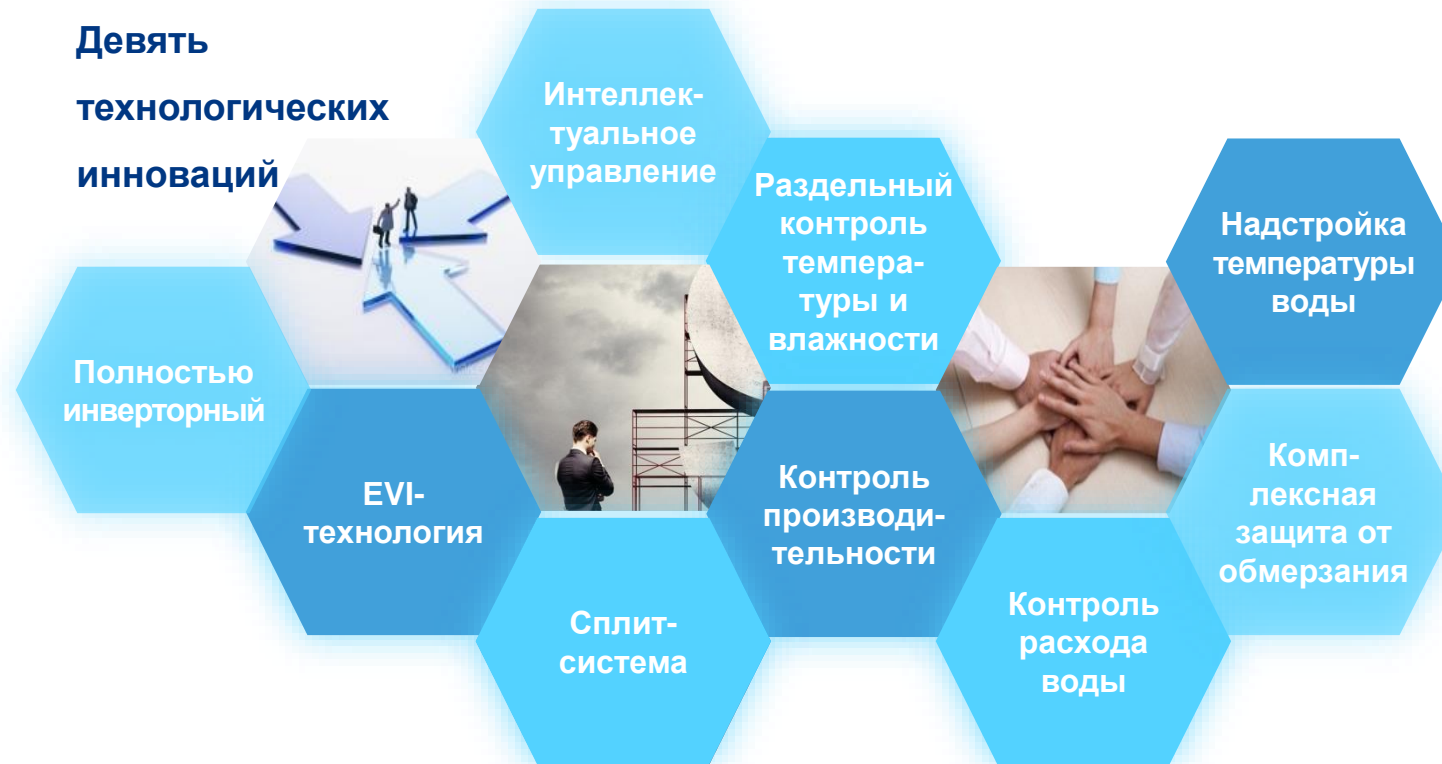 Девять
технологических
инноваций
Интеллек-
туальное
управление
Раздельный
контроль
темпера-
туры и
влажности
Надстройка
температуры
воды
Полностью
инверторный
EVI-
технология
Контроль
производи-
тельности
Комп-
лексная
защита от
обмерзания
Сплит-
система
Контроль
расхода
воды